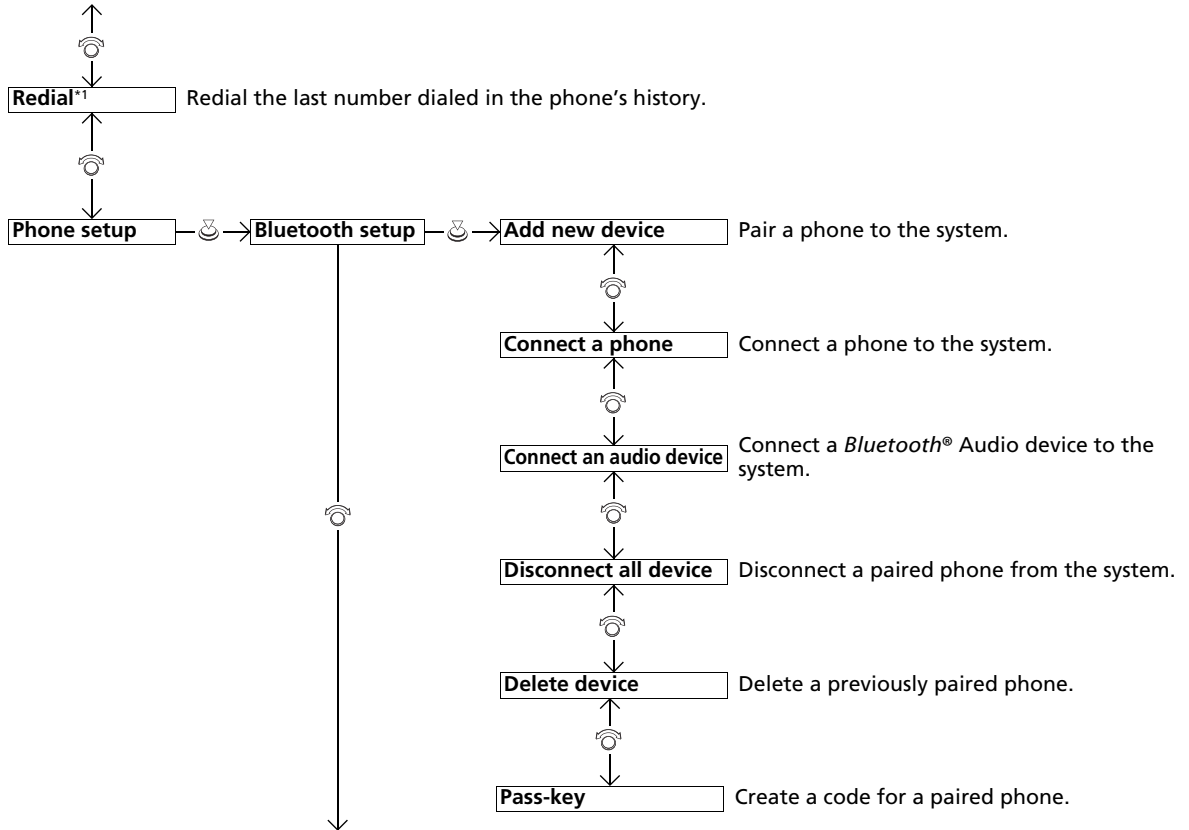 Redial*1 Redial the last number dialed in the phone's history.
Phone setup Bluetooth setup Add new device Pair a phone to the system.
Connect a phone Connect a phone to the system.
Connect an audio device Connect a Bluetooth® Audio device to the
system.
Disconnect all device Disconnect a paired phone from the system.
Delete device Delete a previously paired phone.
Pass-key Create a code for a paired phone.